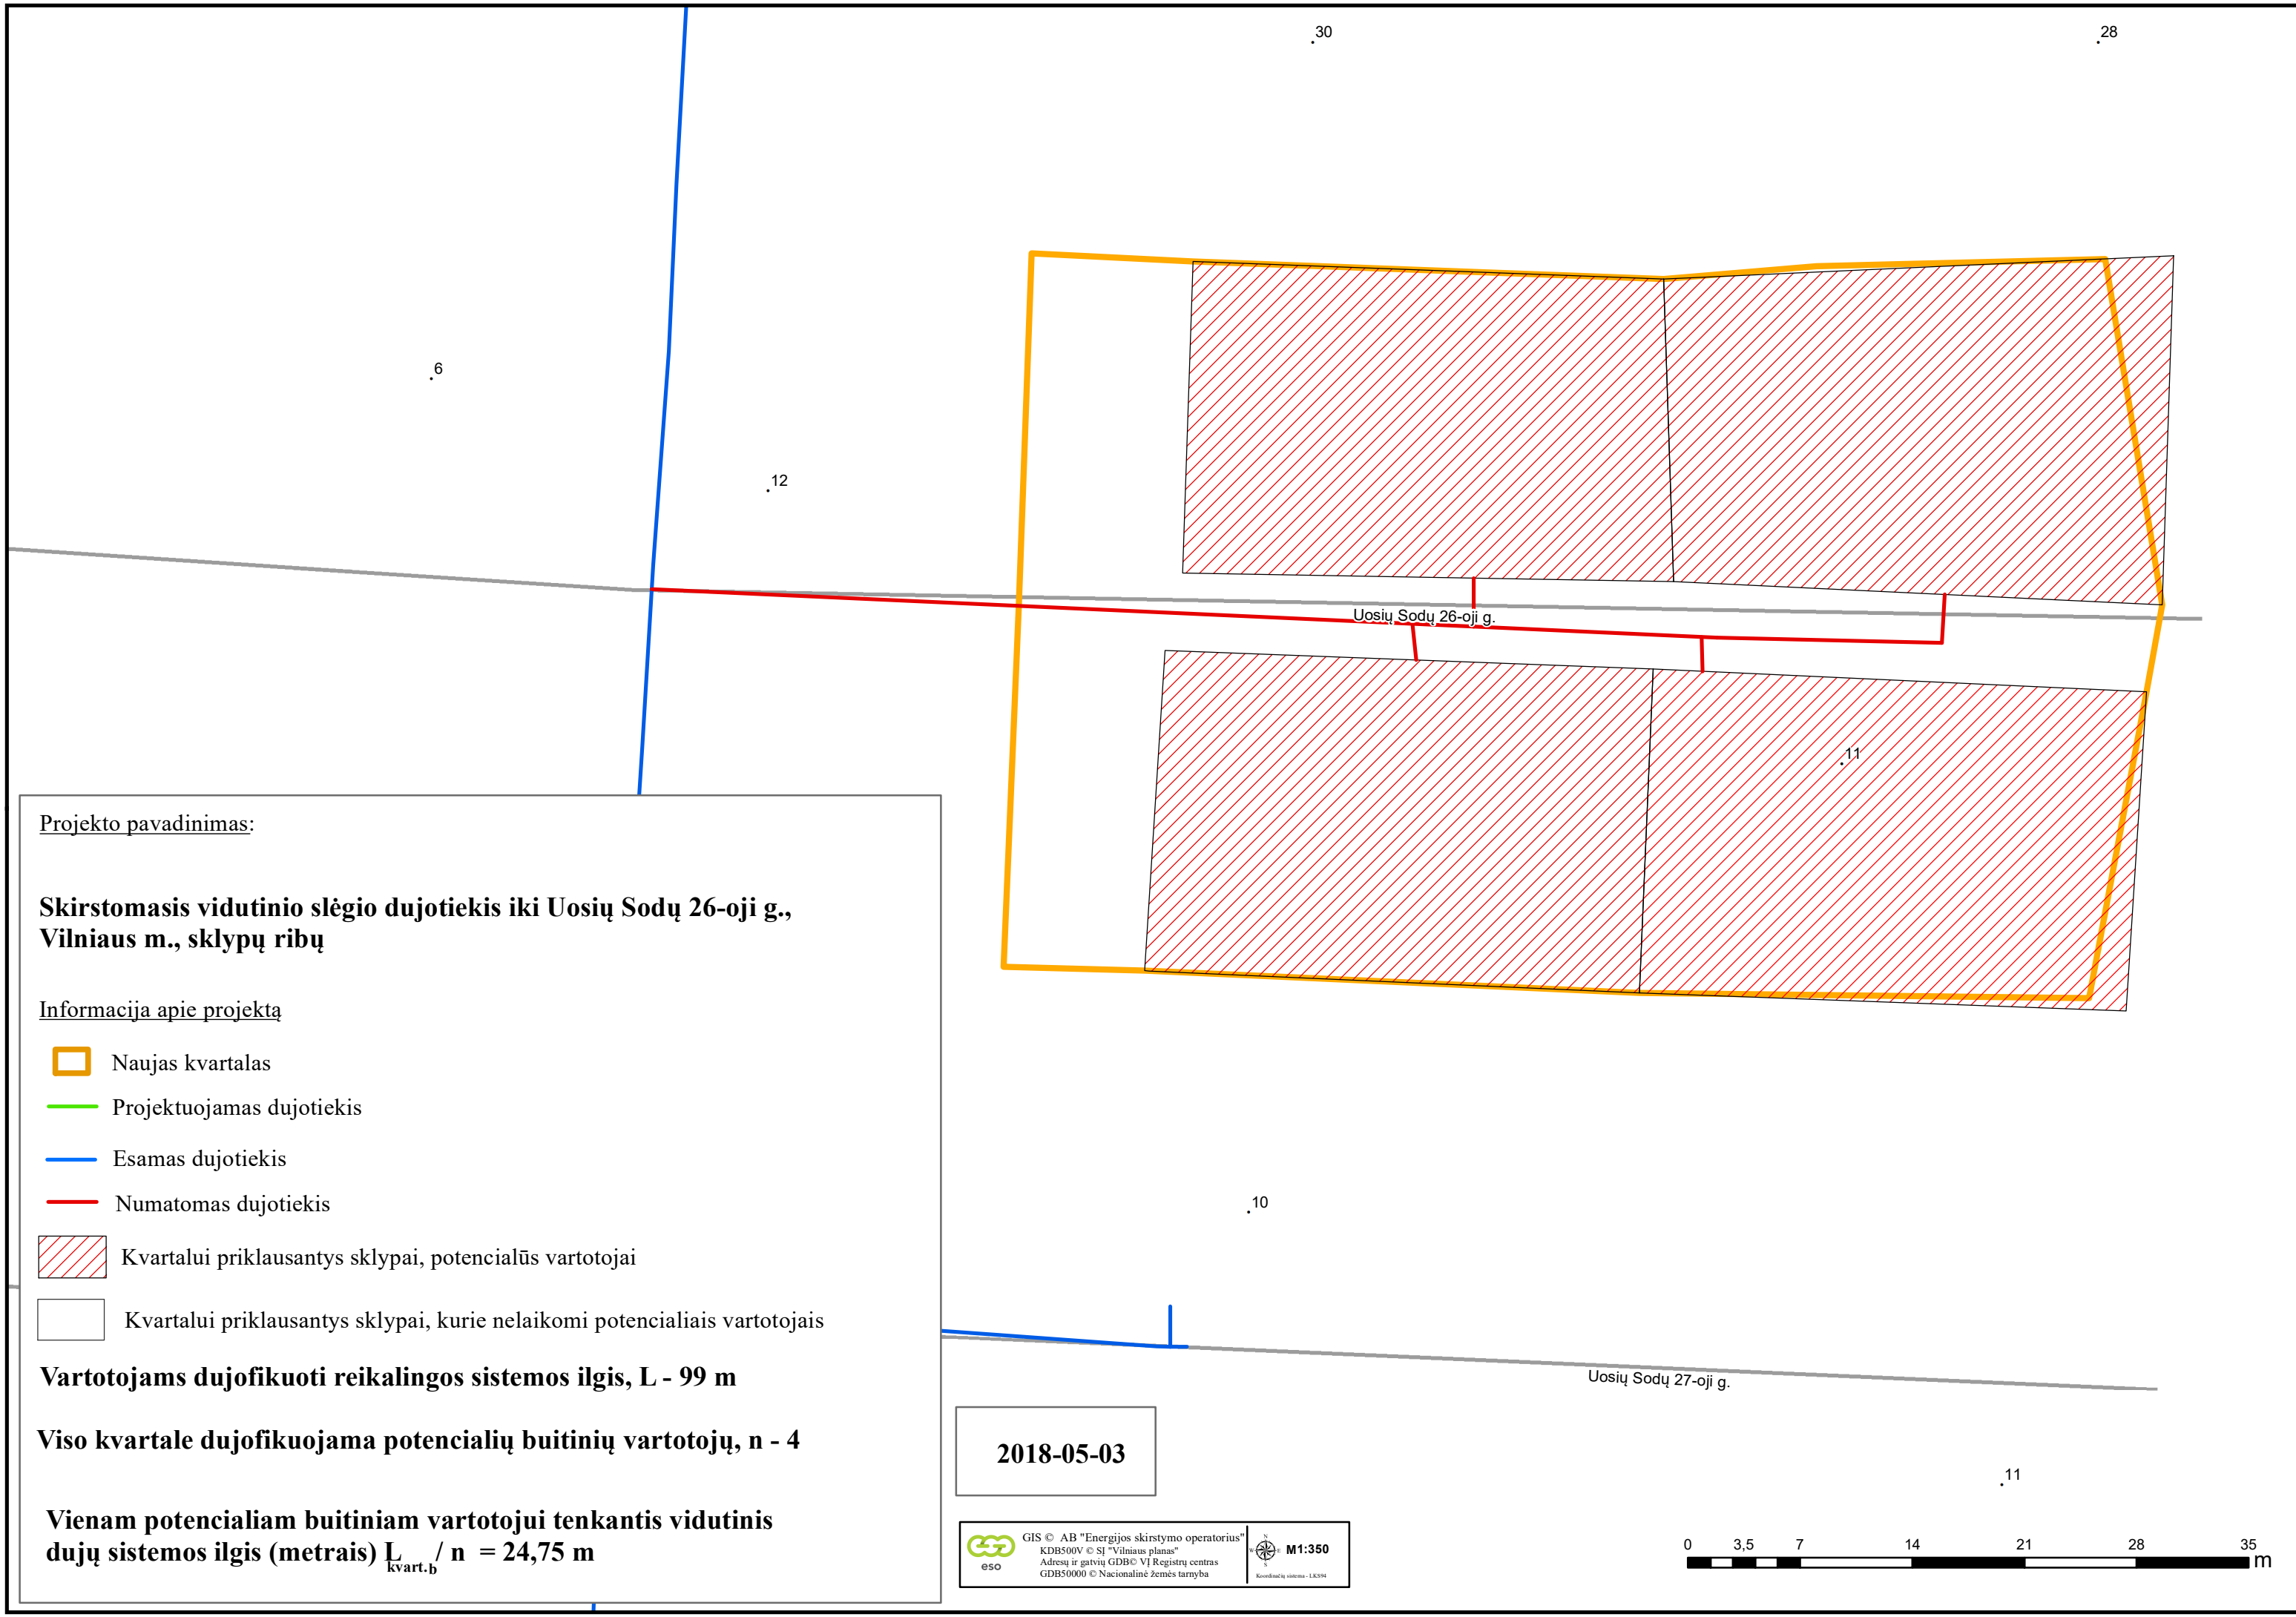 30
28
6
12
Uosių Sodų 26-oji g.
11
Projekto pavadinimas:
Skirstomasis vidutinio slėgio dujotiekis iki Uosių Sodų 26-oji g.,
Vilniaus m., sklypų ribų
Informacija apie projektą
Naujas kvartalas
Projektuojamas dujotiekis
Esamas dujotiekis
Numatomas dujotiekis
Kvartalui priklausantys sklypai, potencialūs vartotojai
Kvartalui priklausantys sklypai, kurie nelaikomi potencialiais vartotojais
Vartotojams dujofikuoti reikalingos sistemos ilgis, L - 99 m
Viso kvartale dujofikuojama potencialių buitinių vartotojų, n - 4
Vienam potencialiam buitiniam vartotojui tenkantis vidutinis
dujų sistemos ilgis (metrais) L kvart.b / n = 24,75 m
10
Uosių Sodų 27-oji g.
11
2018-05-03
eso
GIS © AB "Energijos skirstymo operatorius"
KDB500V © SĮ "Vilniaus planas"
Adresų ir gatvių GDB© VĮ Registrų centras
GDB50000 © Nacionalinė žemės tarnyba
N
W E
S
M1:350
Koordinačių sistema - LKS94
0 3,5 7 14 21 28 35
m